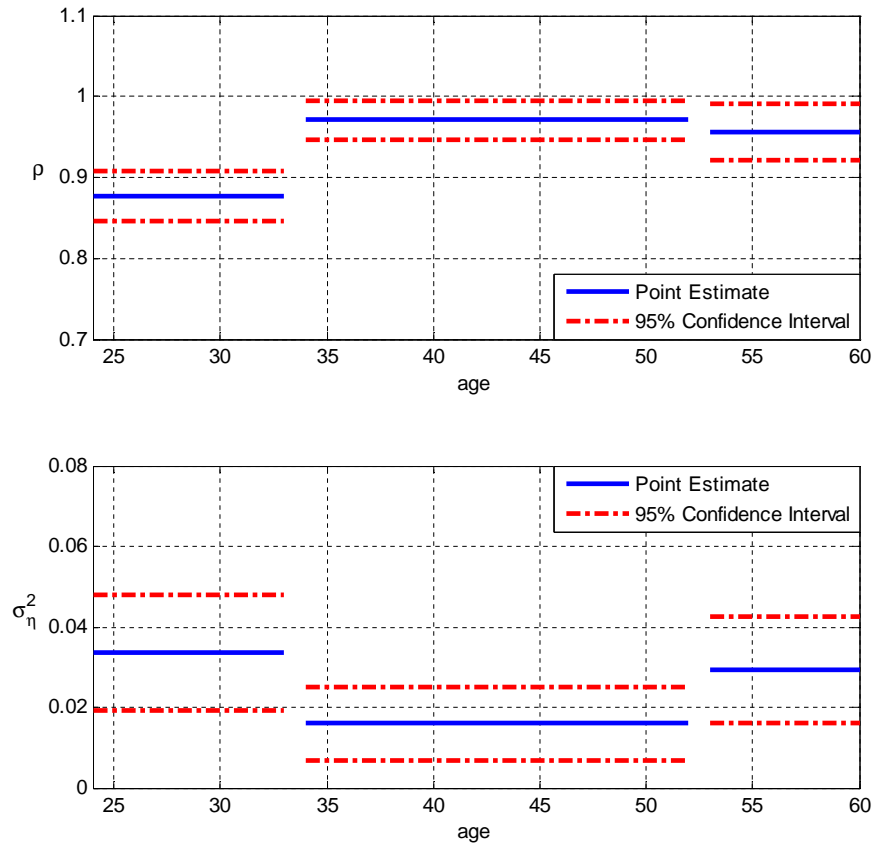 1.1
1
0.9
ρ
0.8
0.7
25 30 35 40 45 50 55 60
age
Point Estimate
95% Confidence Interval
0.08
0.06
0.04
σ_η^2
0.02
0
25 30 35 40 45 50 55 60
age
Point Estimate
95% Confidence Interval